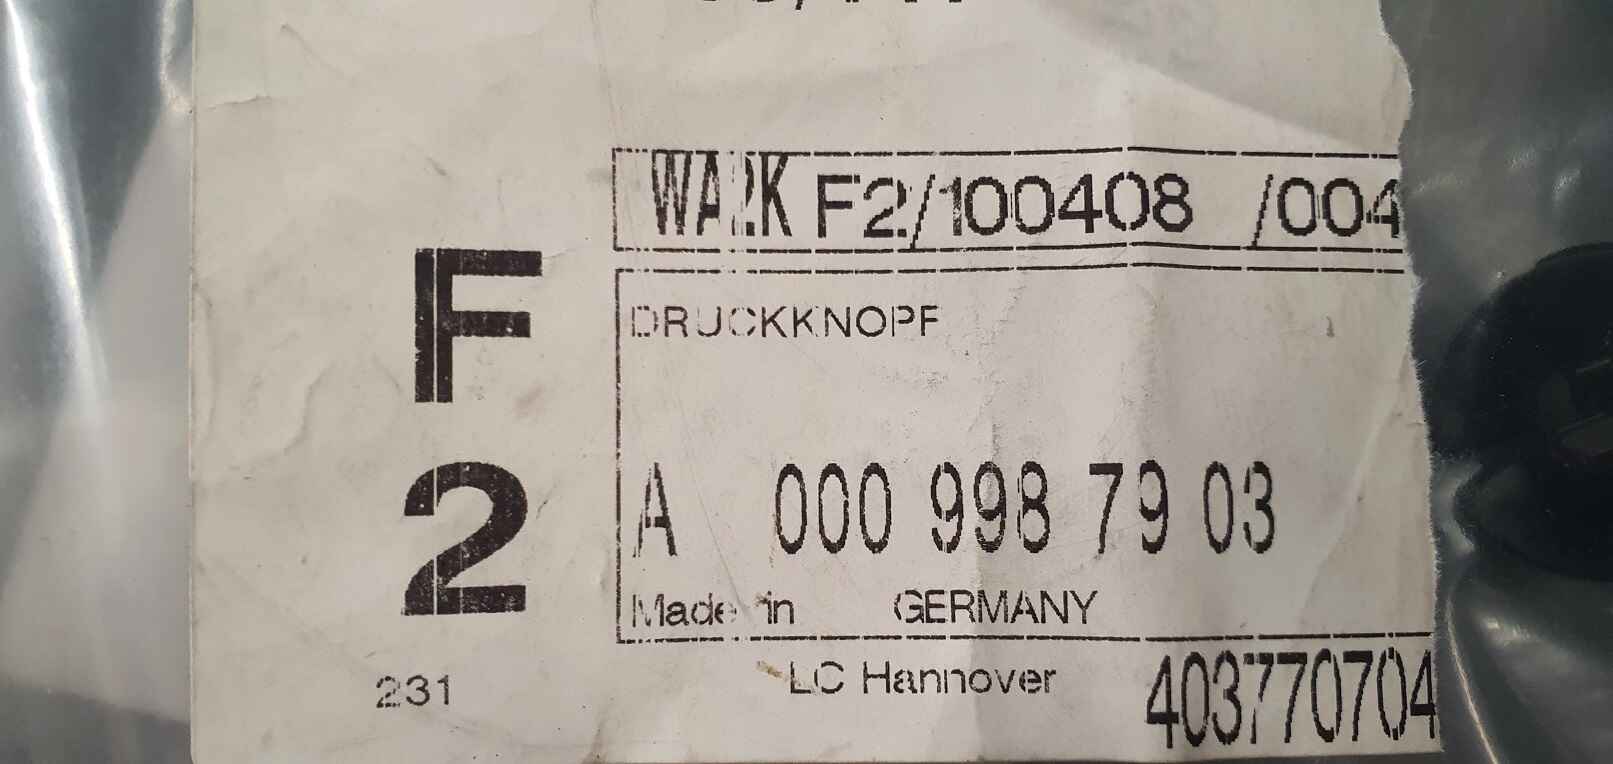 WA2K F2/100408 /004
F
2
DRUCKKNOPF
A 000 998 79 03
Made in GERMANY
231
LC Hannover
403770704